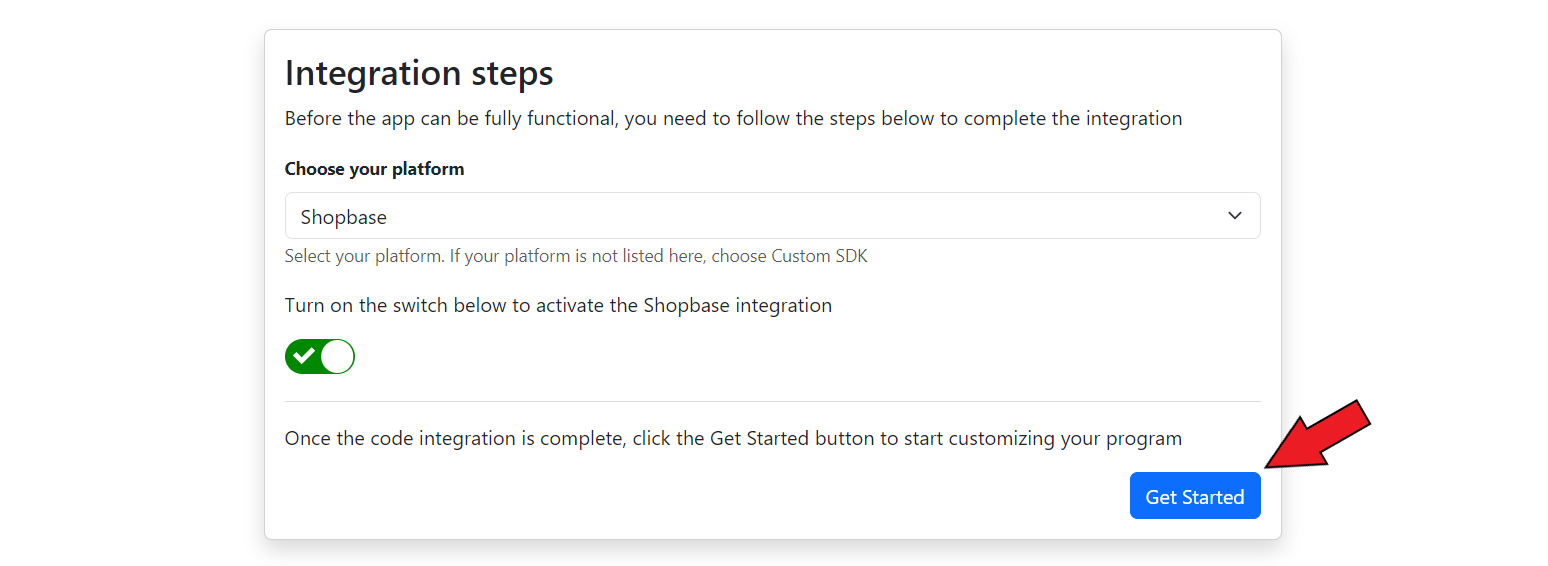 Integration steps
Before the app can be fully functional, you need to follow the steps below to complete the integration
Choose your platform
Shopbase
Select your platform. If your platform is not listed here, choose Custom SDK
Turn on the switch below to activate the Shopbase integration
Once the code integration is complete, click the Get Started button to start customizing your program
Get Started